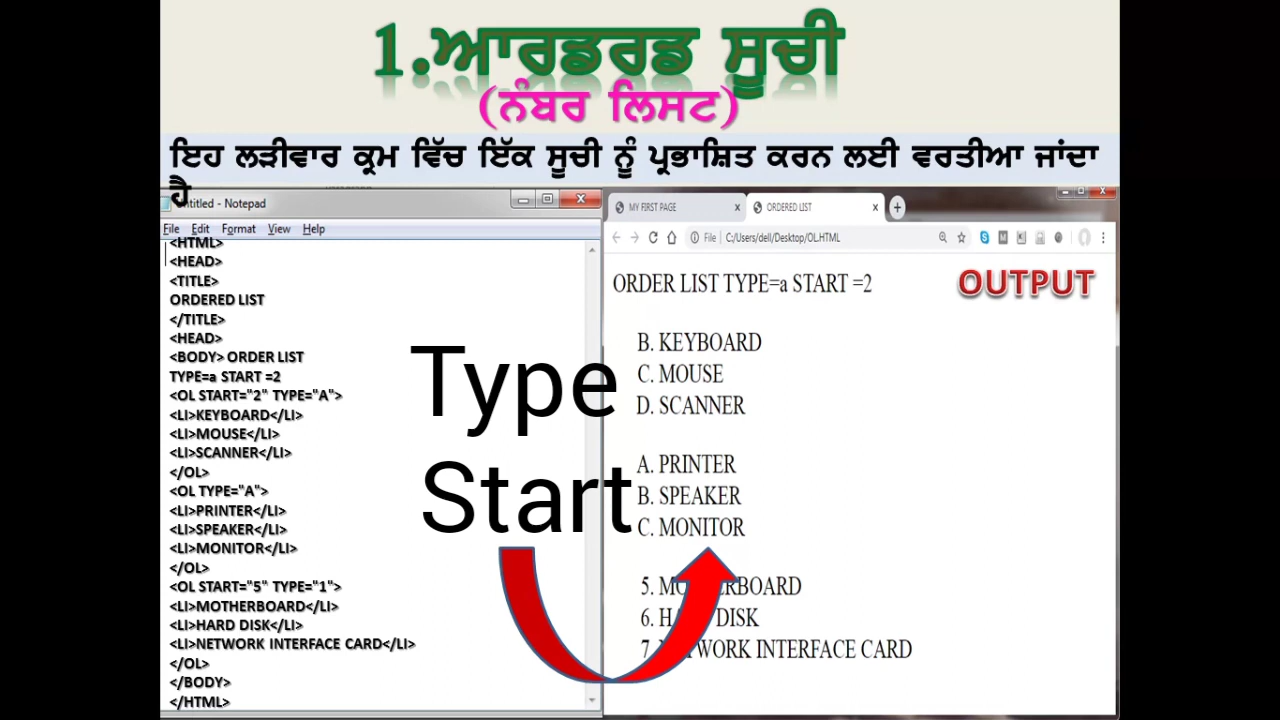 1.ਆਰਡਰਡ ਸੂਚੀ
(ਨੰਬਰ ਲਿਸਟ)
ਇਹ ਲੜੀਵਾਰ ਕ੍ਰਮ ਵਿੱਚ ਇੱਕ ਸੂਚੀ ਨੂੰ ਪ੍ਰਭਾਸ਼ਿਤ ਕਰਨ ਲਈ ਵਰਤੀਆ ਜਾਂਦਾ
ਹੈ
Untitled - Notepad
File Edit Format View Help
<HTML>
<HEAD>
<TITLE>
ORDERED LIST
</TITLE>
<HEAD>
<BODY> ORDER LIST
TYPE=a START =2
<OL START="2" TYPE="A">
<LI>KEYBOARD</LI>
<LI>MOUSE</LI>
<LI>SCANNER</LI>
</OL>
<OL TYPE="A">
<LI>PRINTER</LI>
<LI>SPEAKER</LI>
<LI>MONITOR</LI>
</OL>
<OL START="5" TYPE="1">
<LI>MOTHERBOARD</LI>
<LI>HARD DISK</LI>
<LI>NETWORK INTERFACE CARD</LI>
</OL>
</BODY>
</HTML>
Type
Start
MY FIRST PAGE
ORDERED LIST
File C:/Users/dell/Desktop/OL.HTML
ORDER LIST TYPE=a START =2
OUTPUT
B. KEYBOARD
C. MOUSE
D. SCANNER
A. PRINTER
B. SPEAKER
C. MONITOR
5. MOTHERBOARD
6. HARD DISK
7. NETWORK INTERFACE CARD